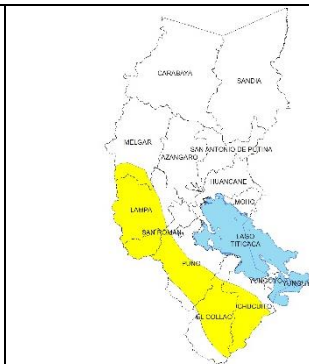 CARABAYA
SANDIA
MELGAR
SAN ANTONIO DE PUTINA
AZANGARO
HUANCANE
MOHO
LAMPA
LAGO
TITICACA
SAN ROMAN
PUNO
YUNGUYO
YUNGUY
CHUCUITO
EL COLLAO